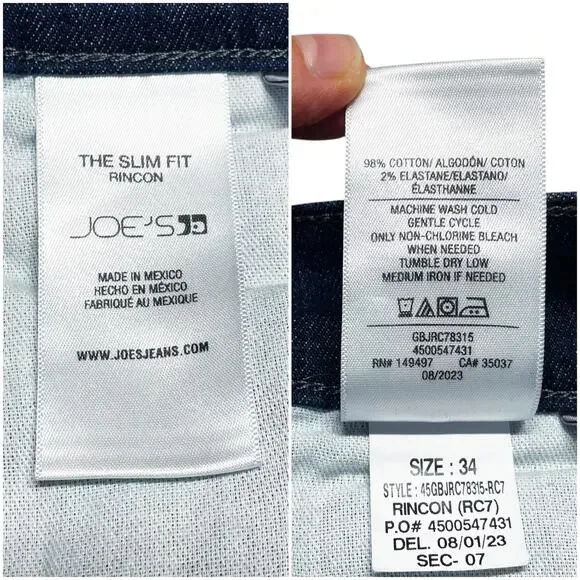 THE SLIM FIT
RINCON
JOE'S
MADE IN MEXICO
HECHO EN MÉXICO
FABRIQUÉ AU MEXIQUE
WWW.JOESJEANS.COM
98% COTTON/ ALGODÓN/ COTON
2% ELASTANE/ELASTANO/
ÉLASTHANNE
MACHINE WASH COLD
GENTLE CYCLE
ONLY NON-CHLORINE BLEACH
WHEN NEEDED
TUMBLE DRY LOW
MEDIUM IRON IF NEEDED
GBJRC78315
4500547431
RN# 149497 CA# 35037
08/2023
SIZE : 34
STYLE : 45GBJRC78315-RC7
RINCON (RC7)
P.O# 4500547431
DEL. 08/01/23
SEC- 07